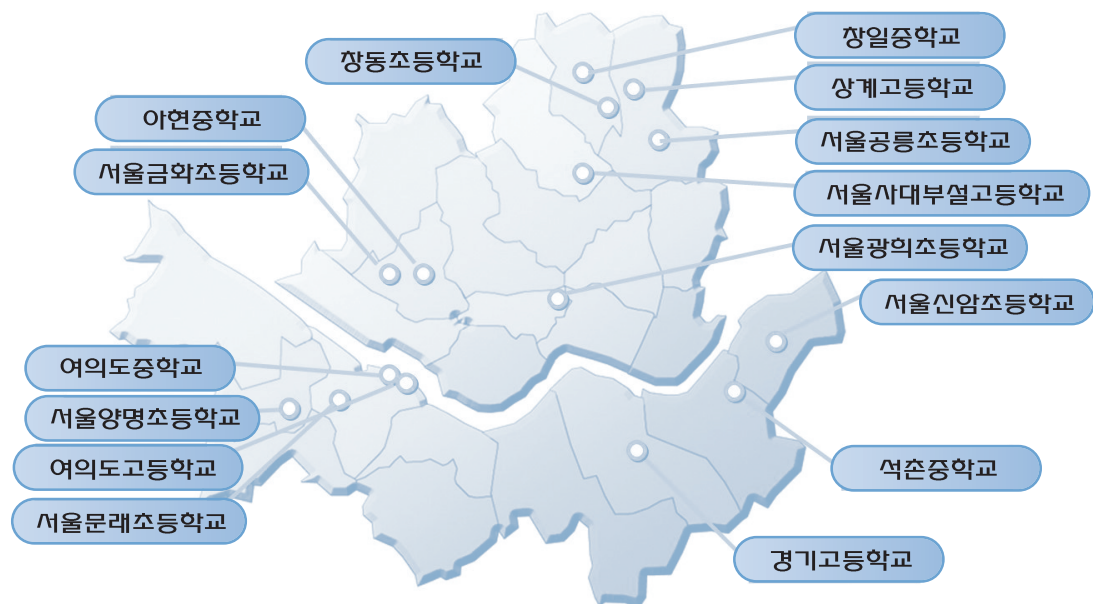 창일중학교
창동초등학교
상계고등학교
아현중학교
서울공릉초등학교
서울금화초등학교
서울사대부설고등학교
서울광희초등학교
서울신암초등학교
여의도중학교
서울양명초등학교
여의도고등학교
석촌중학교
서울문래초등학교
경기고등학교